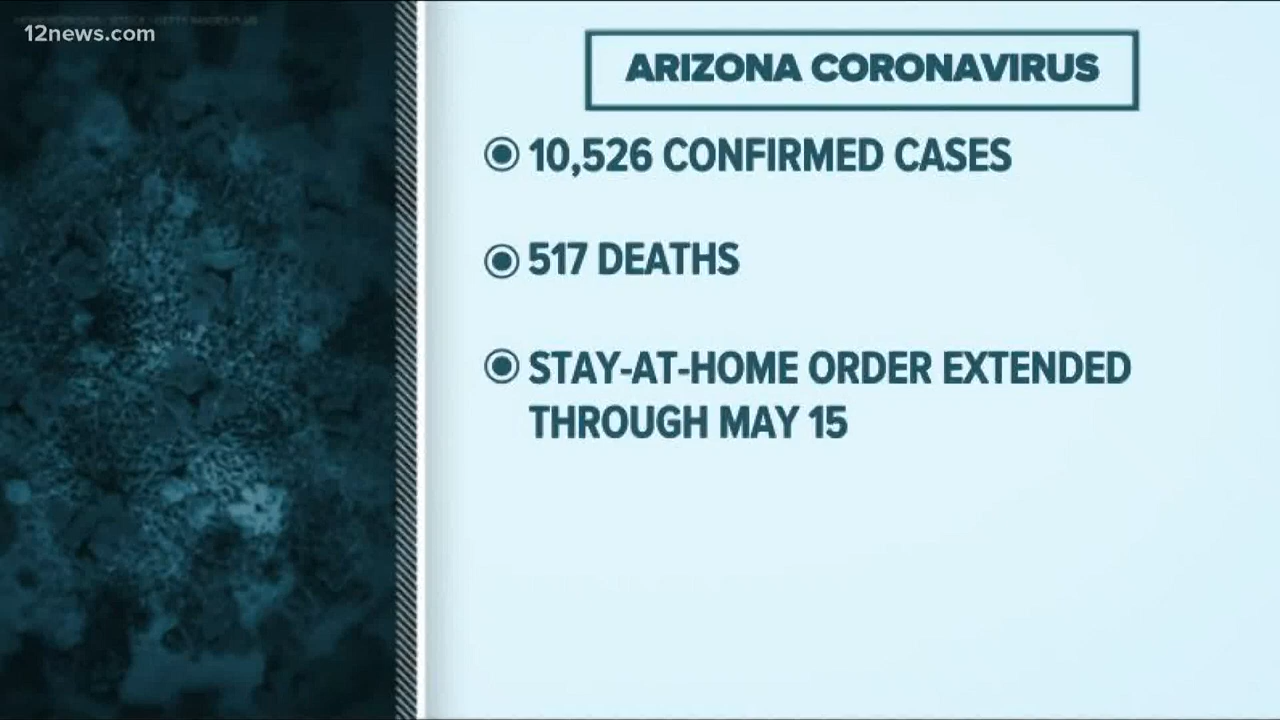 12news.com
ARIZONA CORONAVIRUS
10,526 CONFIRMED CASES
517 DEATHS
STAY-AT-HOME ORDER EXTENDED
THROUGH MAY 15